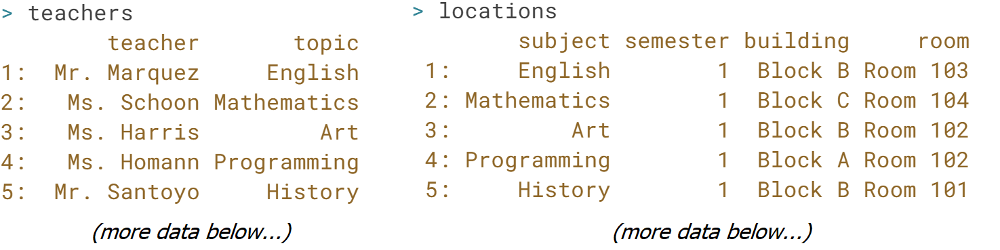 > teachers
teacher topic
1: Mr. Marquez English
2: Ms. Schoon Mathematics
3: Ms. Harris Art
4: Ms. Homann Programming
5: Mr. Santoyo History
(more data below...)
> locations
subject semester building room
1: English 1 Block B Room 103
2: Mathematics 1 Block C Room 104
3: Art 1 Block B Room 102
4: Programming 1 Block A Room 102
5: History 1 Block B Room 101
(more data below...)